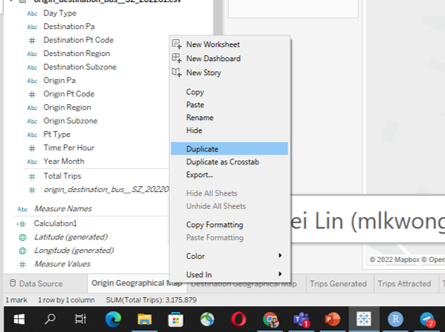 origin_destination_bus__SZ_202201.csv
Abc Day Type
Abc Destination Pa
# Destination Pt Code
Abc Destination Region
Abc Destination Subzone
Abc Origin Pa
# Origin Pt Code
Abc Origin Region
Abc Origin Subzone
Abc Pt Type
# Time Per Hour
Abc Year Month
# Total Trips
# origin_destination_bus__SZ_20220
Abc Measure Names
=# Calculation1
Latitude (generated)
Longitude (generated)
# Measure Values
New Worksheet
New Dashboard
New Story
Copy
Paste
Rename
Hide
Duplicate
Duplicate as Crosstab
Export...
Hide All Sheets
Unhide All Sheets
Copy Formatting
Paste Formatting
Color
Used In
ei Lin (mlkwong
© 2022 Mapbox © Open
Data Source
Origin Geographical Map
Destination Geographical Map
Trips Generated
Trips Attracted
1 mark 1 row by 1 column SUM(Total Trips): 3,175,879